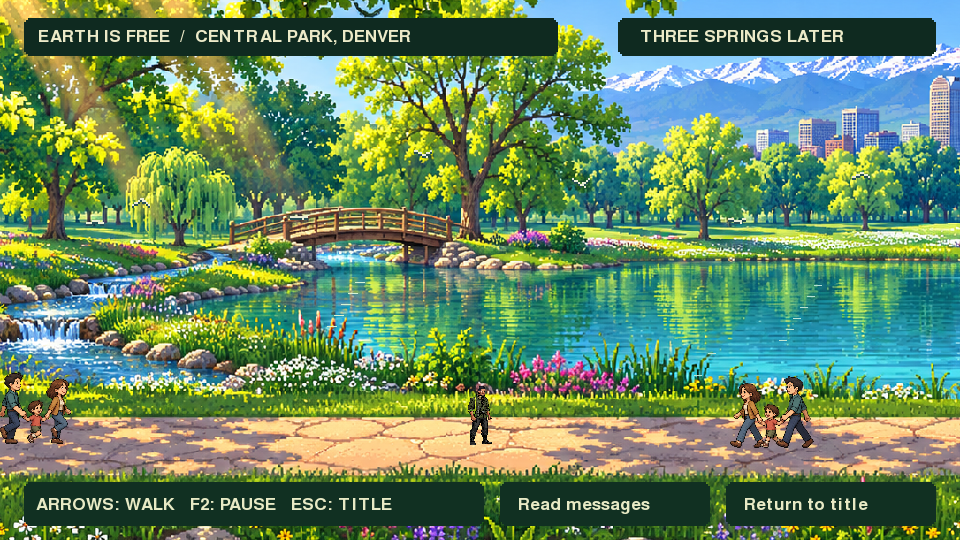 EARTH IS FREE / CENTRAL PARK, DENVER
THREE SPRINGS LATER
ARROWS: WALK F2: PAUSE ESC: TITLE
Read messages
Return to title